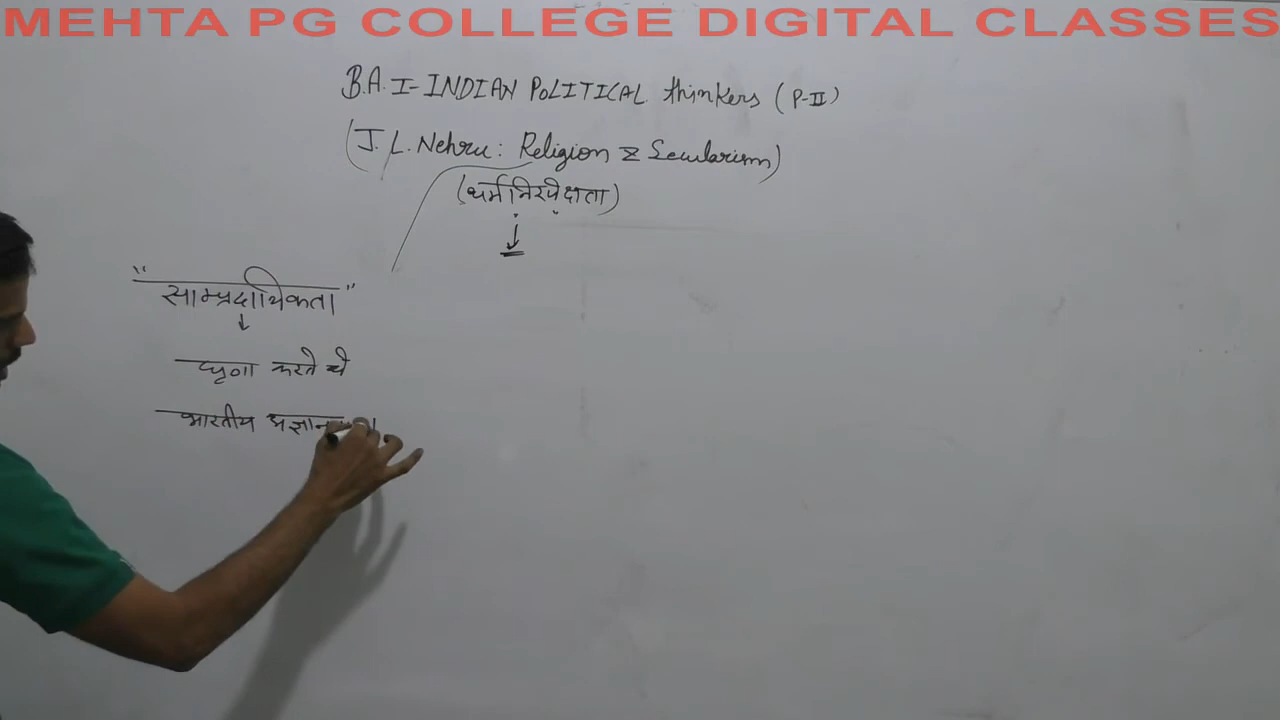 MEHTA PG COLLEGE DIGITAL CLASSES
B.A. I - INDIAN POLITICAL thinkers (P-II)
(J. L. Nehru: Religion & Secularism)
(धर्मनिरपेक्षता)
"साम्प्रदायिकता"
घृणा करते थे
भारतीय